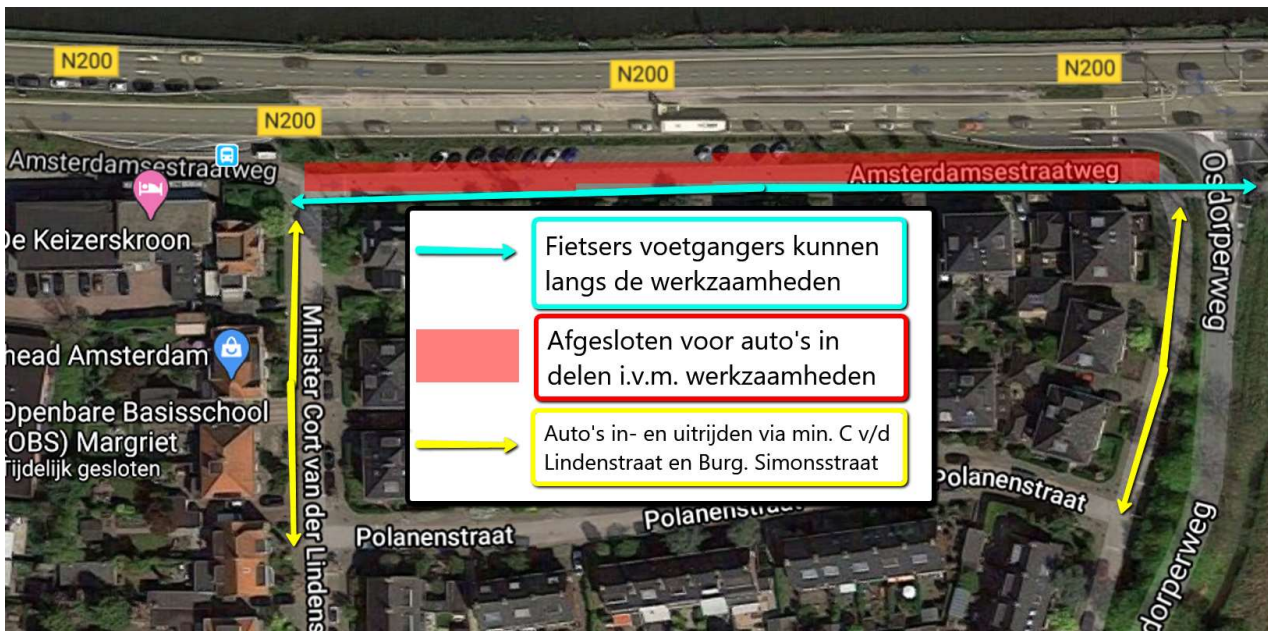 N200
N200
N200
N200
Amsterdamsestraatweg
Amsterdamsestraatweg
Osdorperweg
De Keizerskroon
Fietsers voetgangers kunnen
langs de werkzaamheden
Minister Cort van der Lindens
head Amsterdam
Afgesloten voor auto's in
delen i.v.m. werkzaamheden
Openbare Basisschool
(OBS) Margriet
Tijdelijk gesloten
Auto's in- en uitrijden via min. C v/d
Lindenstraat en Burg. Simonsstraat
Polanenstraat
Polanenstraat
Polanenstraat
dorperweg